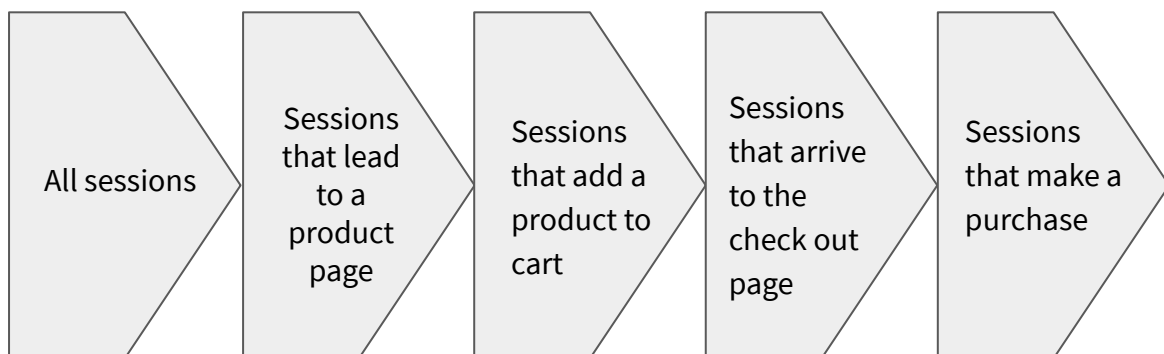 All sessions
Sessions
that lead
to a
product
page
Sessions
that add a
product to
cart
Sessions
that arrive
to the
check out
page
Sessions
that make a
purchase